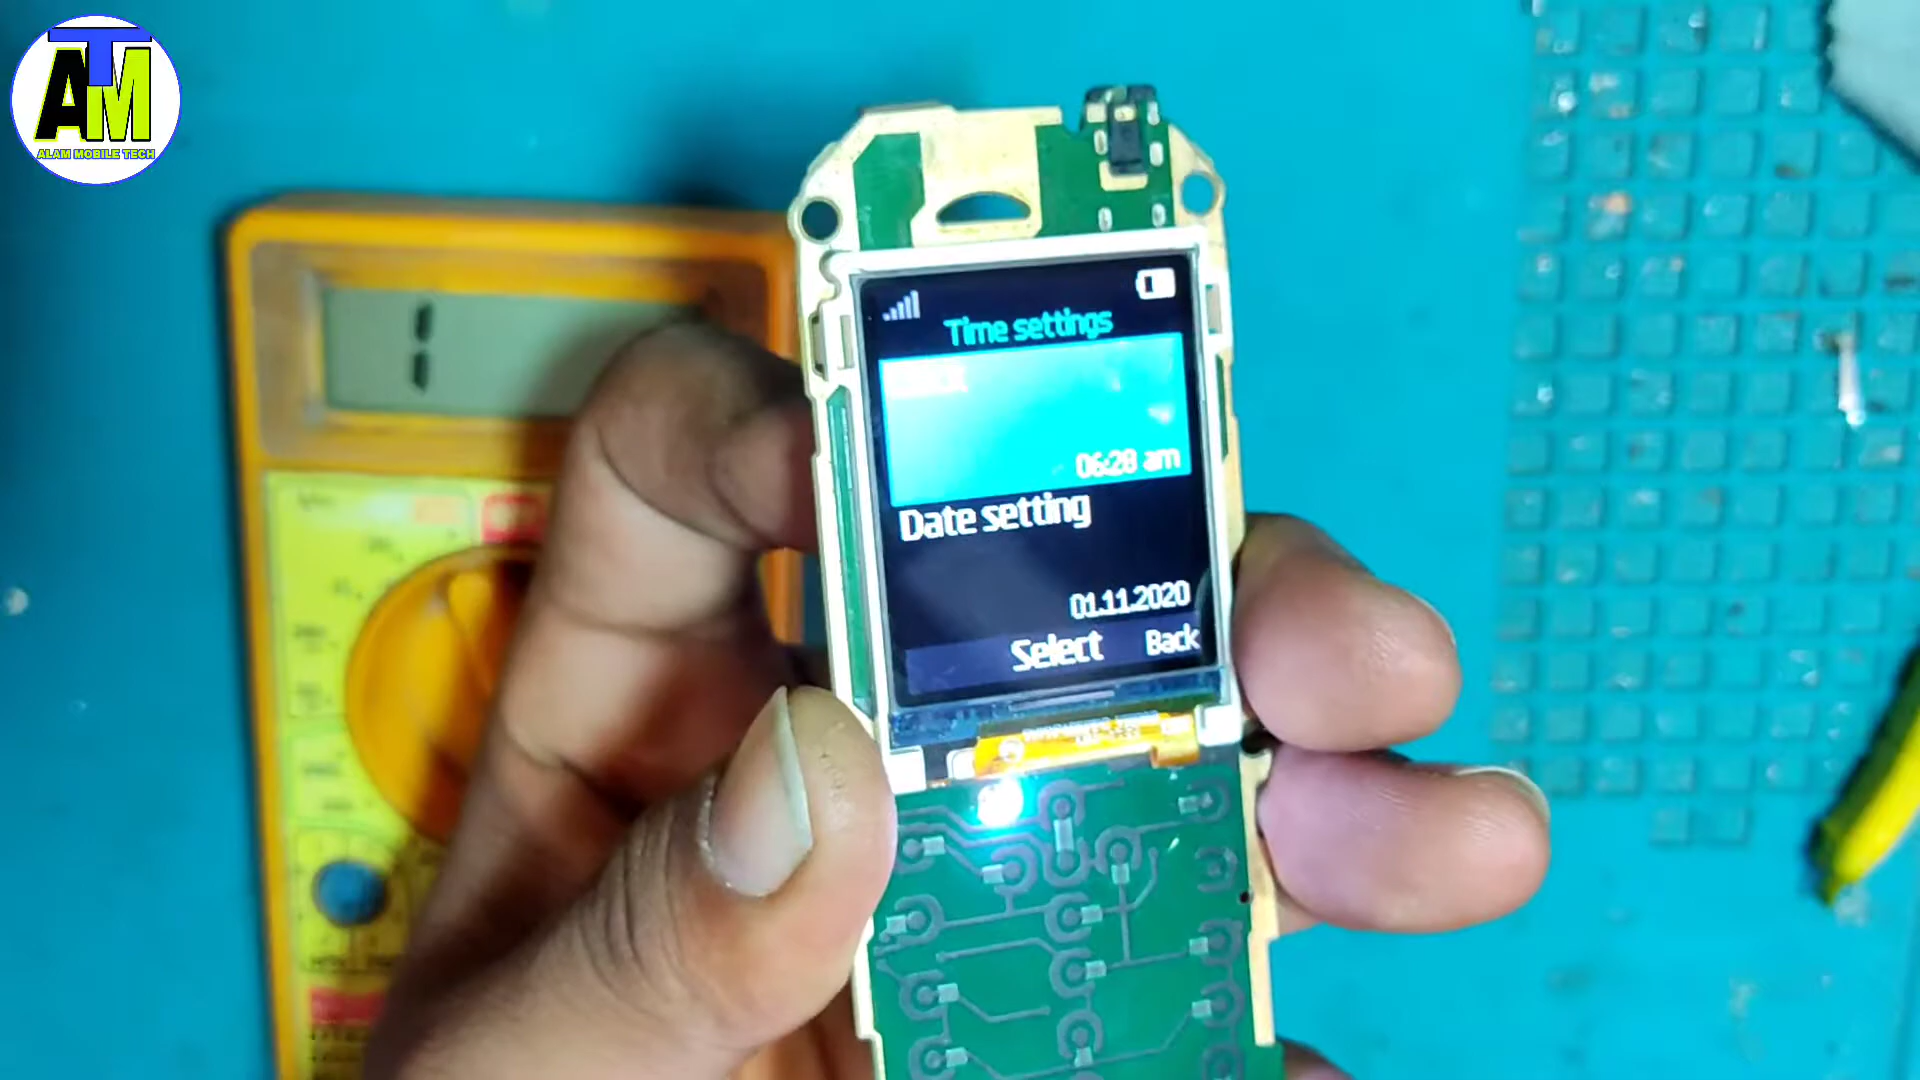 ATM
ALAM MOBILE TECH
Time settings
06:28 am
Date setting
01.11.2020
Select Back